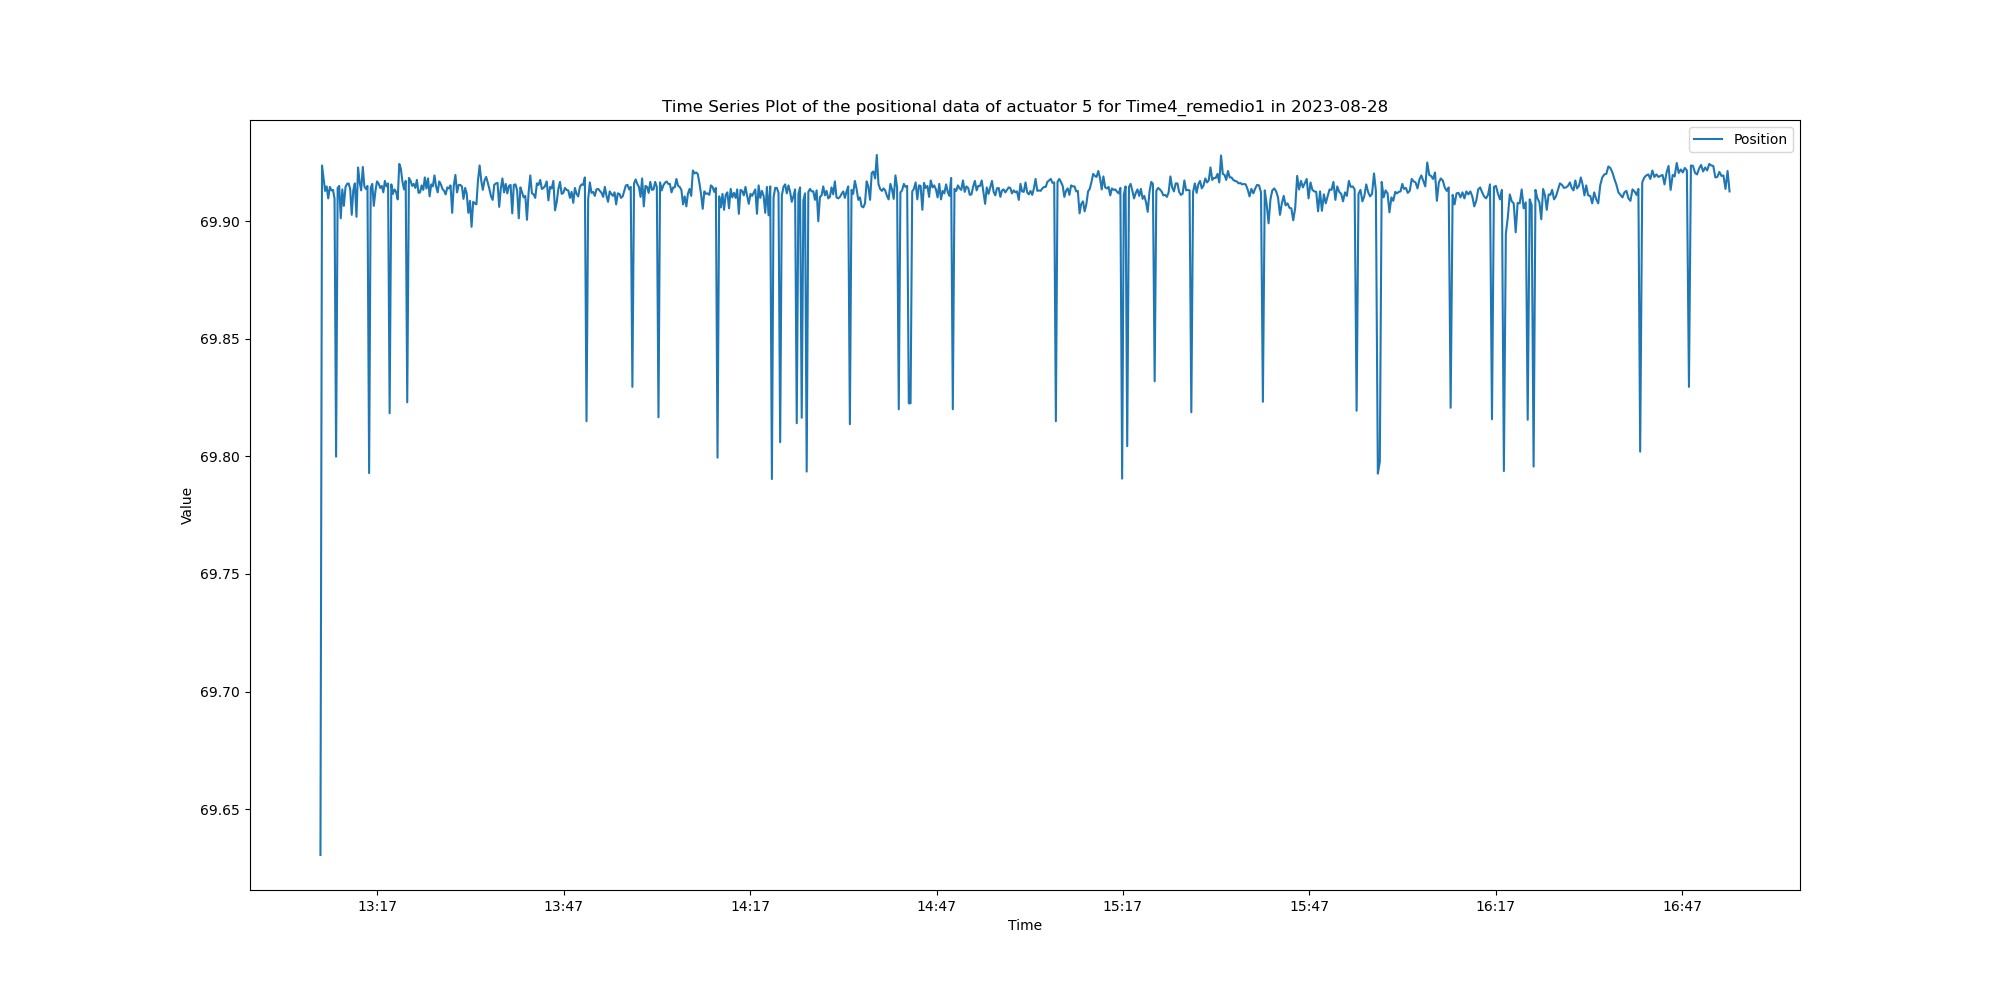 Time Series Plot of the positional data of actuator 5 for Time4_remedio1 in 2023-08-28
Position
69.90
69.85
69.80
69.75
69.70
69.65
Value
13:17 13:47 14:17 14:47 15:17 15:47 16:17 16:47
Time